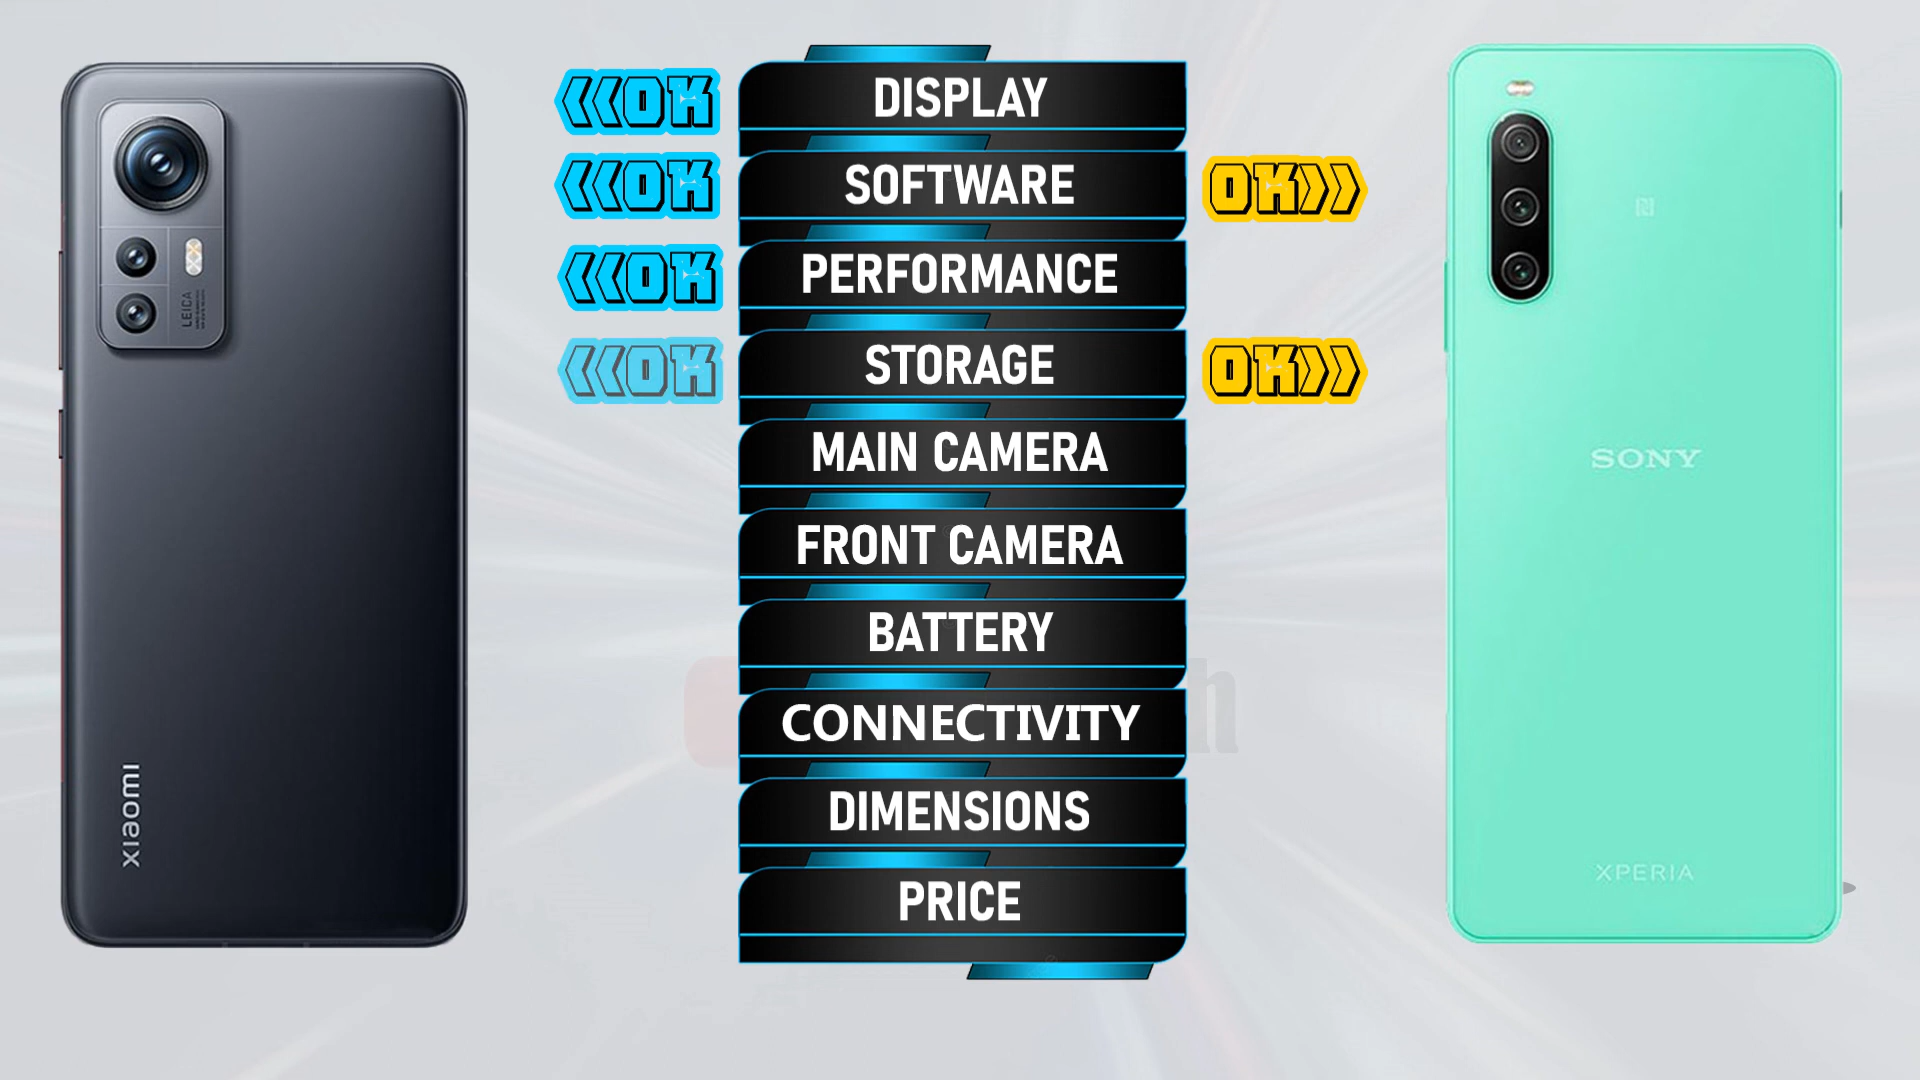 <<OK DISPLAY
<<OK SOFTWARE OK>>
<<OK PERFORMANCE
<<OK STORAGE OK>>
MAIN CAMERA
FRONT CAMERA
BATTERY
CONNECTIVITY
DIMENSIONS
PRICE
LEICA
xiaomi
SONY
XPERIA